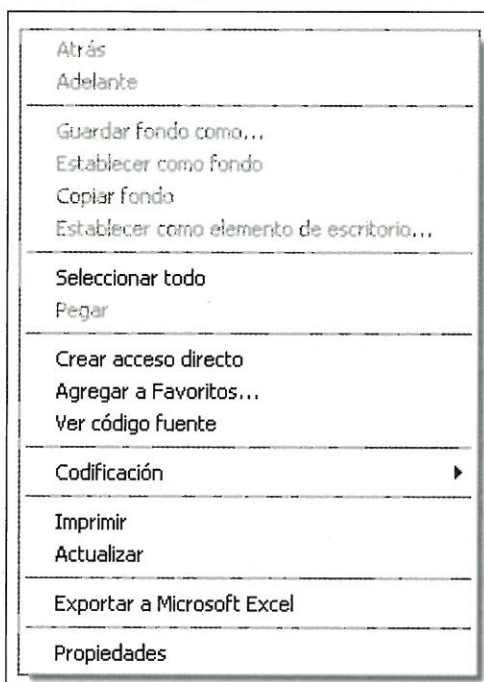 Atrás
Adelante
Guardar fondo como...
Establecer como fondo
Copiar fondo
Establecer como elemento de escritorio...
Seleccionar todo
Pegar
Crear acceso directo
Agregar a Favoritos...
Ver código fuente
Codificación
Imprimir
Actualizar
Exportar a Microsoft Excel
Propiedades